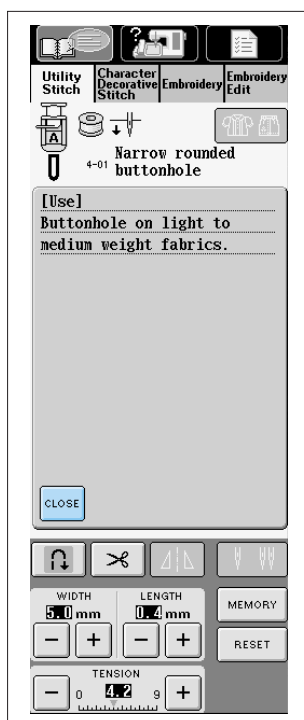 ?
Utility Stitch
Character Decorative Stitch
Embroidery
Embroidery Edit
A
4-01 Narrow rounded buttonhole
[Use]
Buttonhole on light to
medium weight fabrics.
CLOSE
WIDTH
5.0 mm
LENGTH
0.4 mm
MEMORY
− +
− +
RESET
TENSION
− 0 4.2 9 +